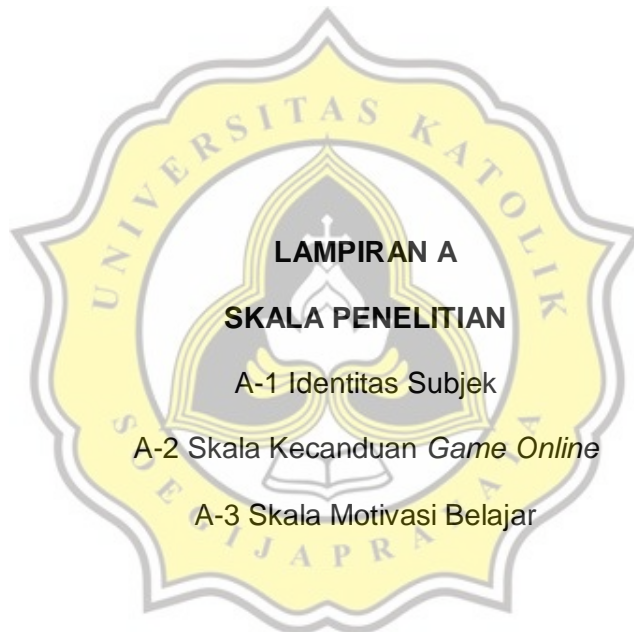 UNIVERSITAS KATOLIK
LAMPIRAN A
SKALA PENELITIAN
A-1 Identitas Subjek
A-2 Skala Kecanduan Game Online
A-3 Skala Motivasi Belajar
SOEGIJAPRANATA